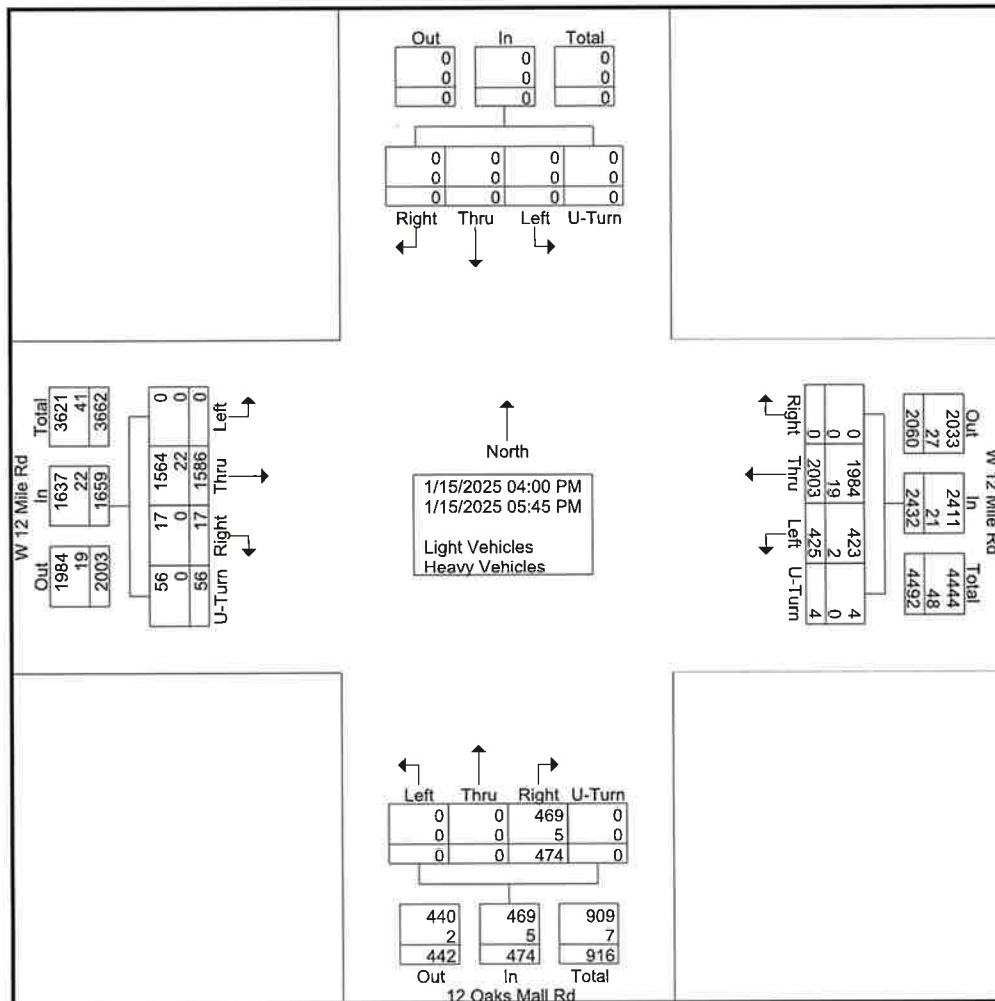 Out In Total
0 0 0
0 0 0
0 0 0
0 0 0 0
0 0 0 0
0 0 0 0
Right Thru Left U-Turn
W 12 Mile Rd
Total In Out
3621 1637 1984
41 22 19
3662 1659 2003
0 1564 17 56
0 22 0 0
0 1586 17 56
Left Thru Right U-Turn
North
1/15/2025 04:00 PM
1/15/2025 05:45 PM
Light Vehicles
Heavy Vehicles
W 12 Mile Rd
Out In Total
2033 2411 4444
27 21 48
2060 2432 4492
0 1984 423 4
0 19 2 0
0 2003 425 4
Right Thru Left U-Turn
Left Thru Right U-Turn
0 0 469 0
0 0 5 0
0 0 474 0
440 469 909
2 5 7
442 474 916
Out In Total
12 Oaks Mall Rd